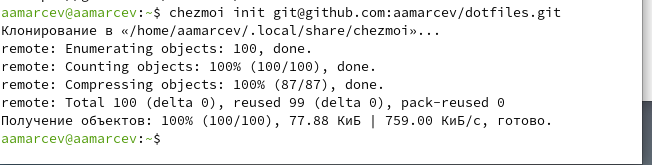 aamarcev@aamarcev:~$ chezmoi init git@github.com:aamarcev/dotfiles.git
Клонирование в «/home/aamarcev/.local/share/chezmoi»...
remote: Enumerating objects: 100, done.
remote: Counting objects: 100% (100/100), done.
remote: Compressing objects: 100% (87/87), done.
remote: Total 100 (delta 0), reused 99 (delta 0), pack-reused 0
Получение объектов: 100% (100/100), 77.88 КиБ | 759.00 КиБ/с, готово.
aamarcev@aamarcev:~$